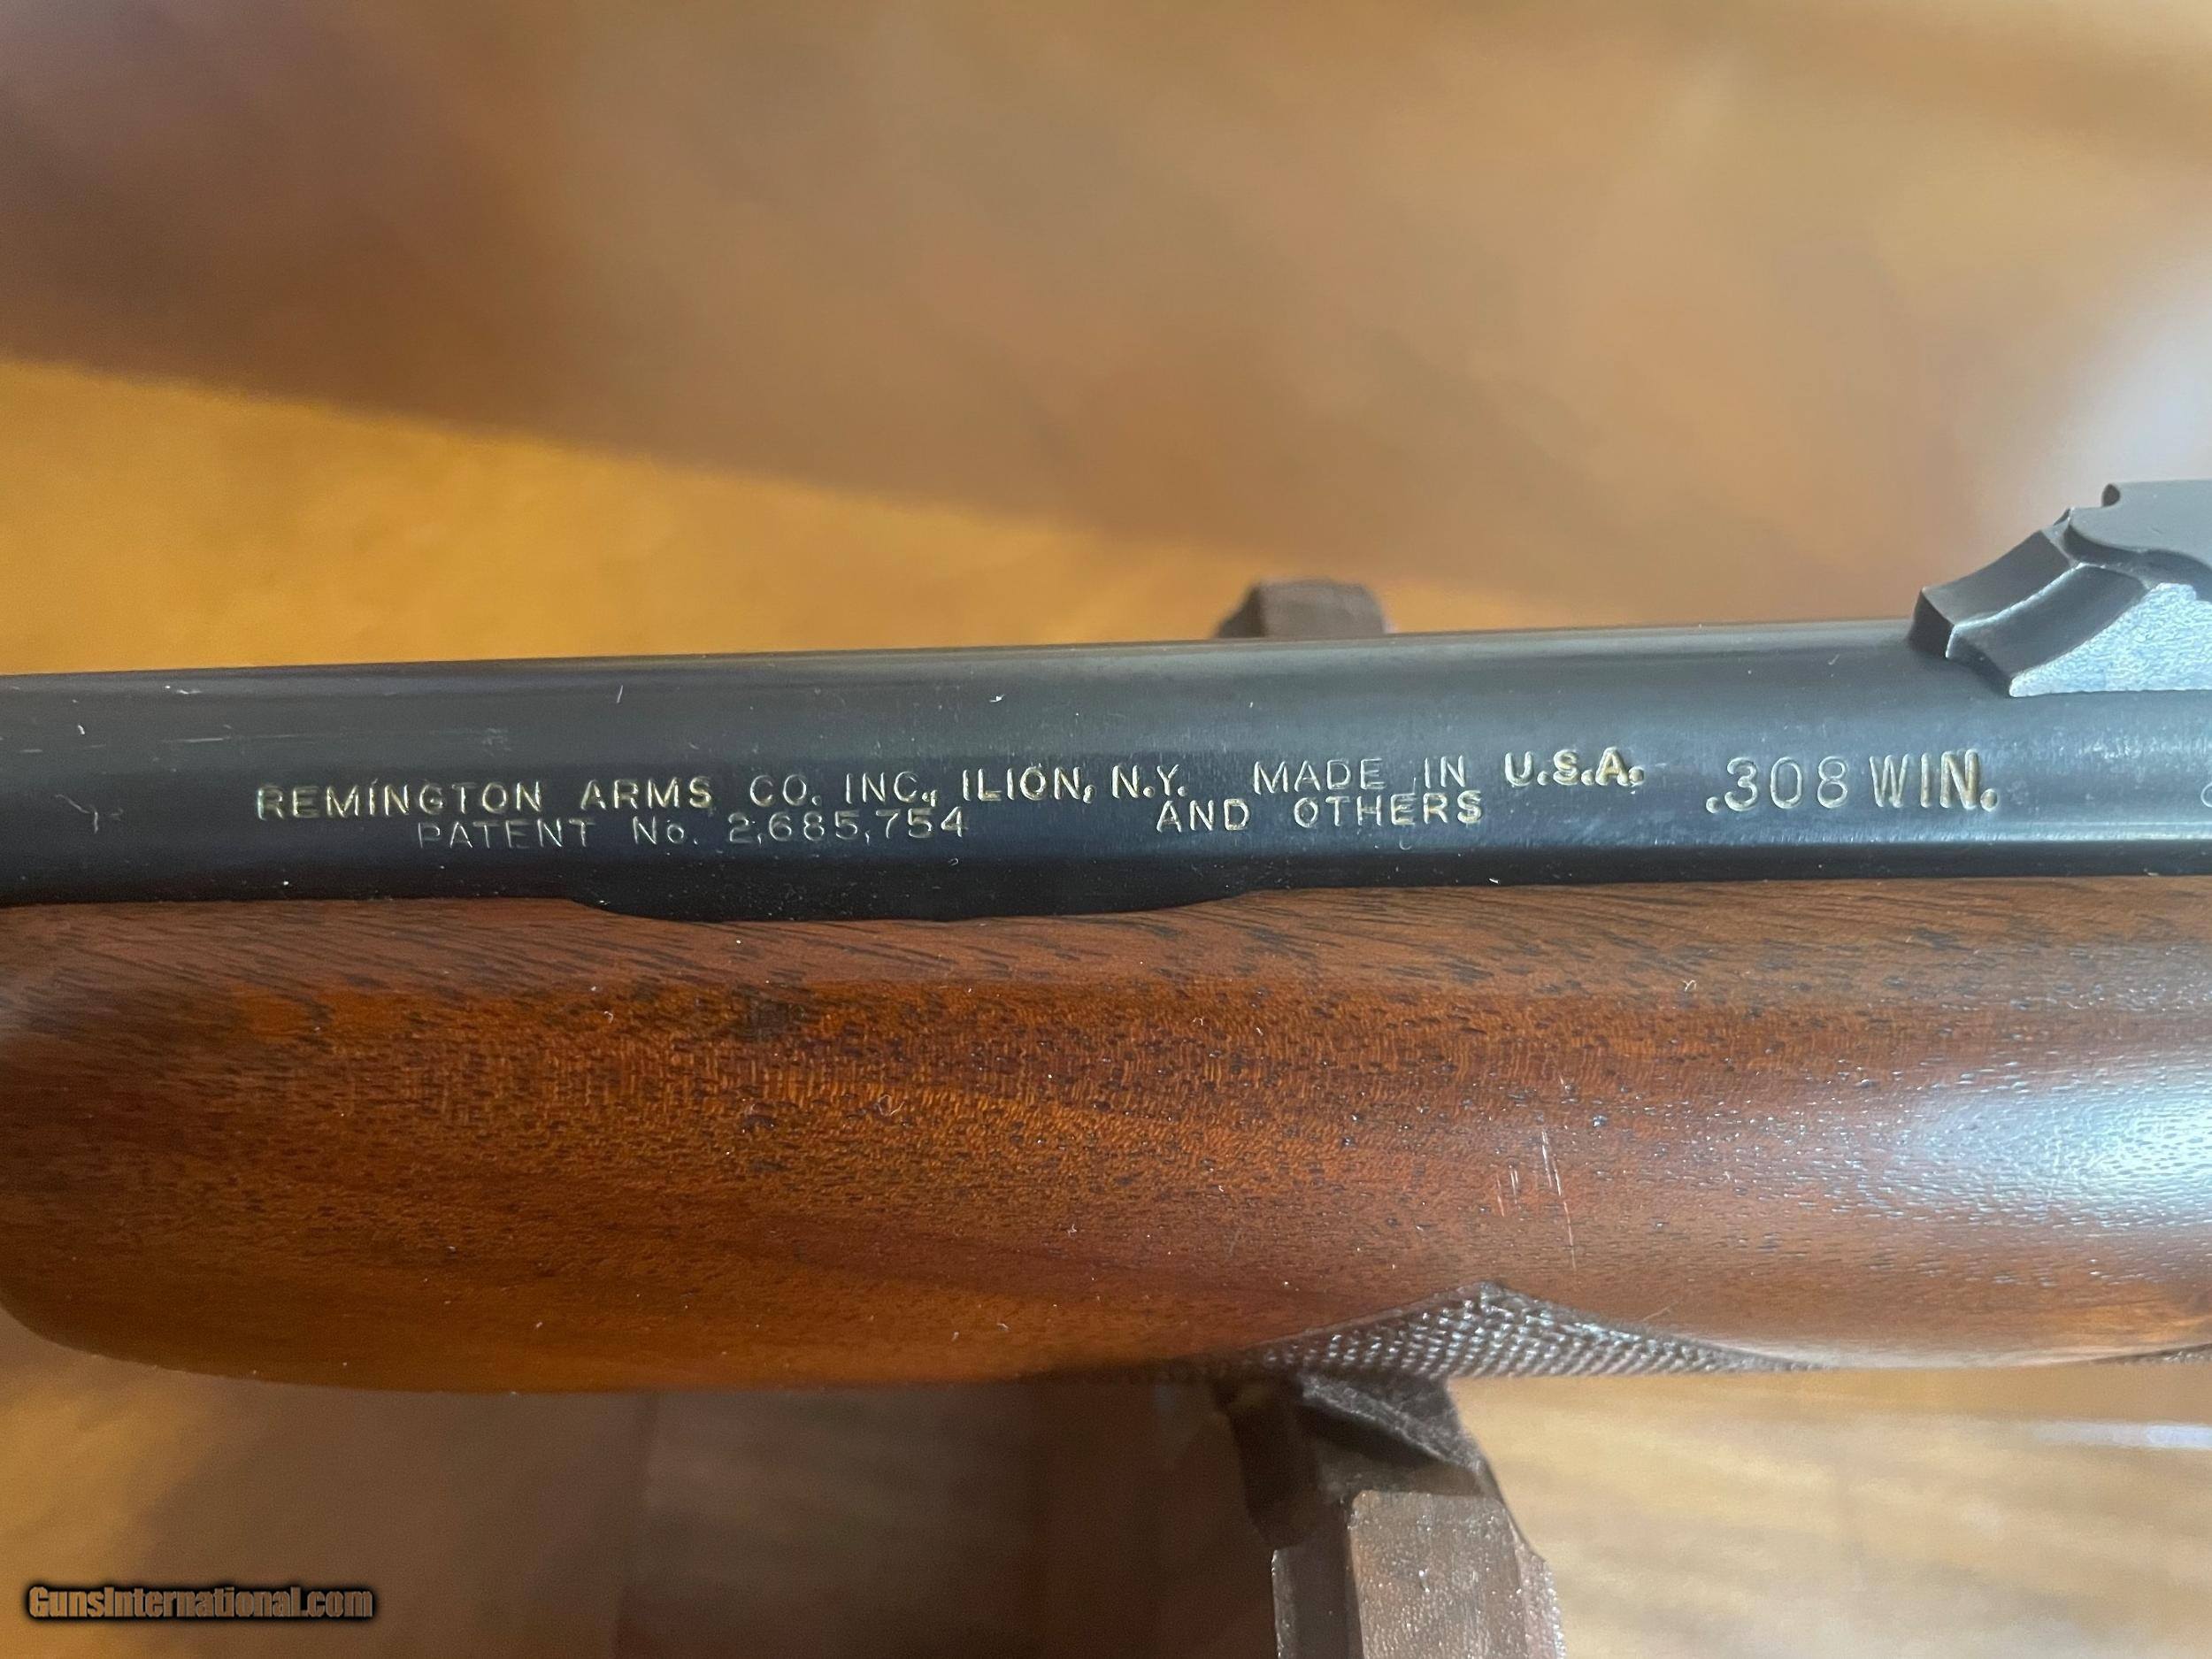 REMINGTON ARMS CO. INC., ILION, N.Y. MADE IN U.S.A. .308 WIN.
PATENT No. 2,685,754 AND OTHERS
GunsInternational.com